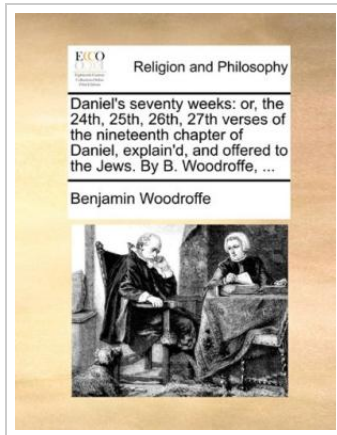 ECCO
Religion and Philosophy
Daniel's seventy weeks: or, the
24th, 25th, 26th, 27th verses of
the nineteenth chapter of
Daniel, explain'd, and offered to
the Jews. By B. Woodroffe, ...
Benjamin Woodroffe